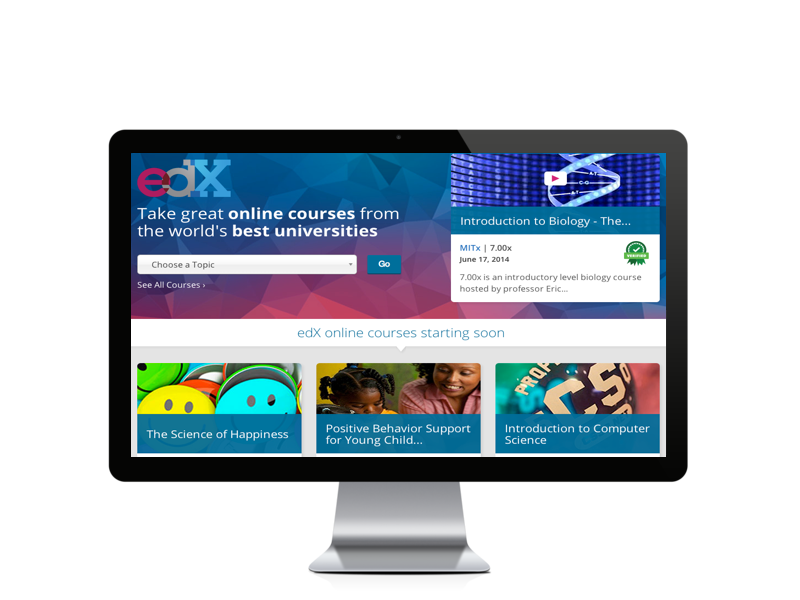 edX
Take great online courses from
the world's best universities
Choose a Topic
Go
See All Courses ›
Introduction to Biology - The...
MITx | 7.00x
June 17, 2014
VERIFIED
7.00x is an introductory level biology course
hosted by professor Eric...
edX online courses starting soon
The Science of Happiness
Positive Behavior Support
for Young Child...
Introduction to Computer
Science